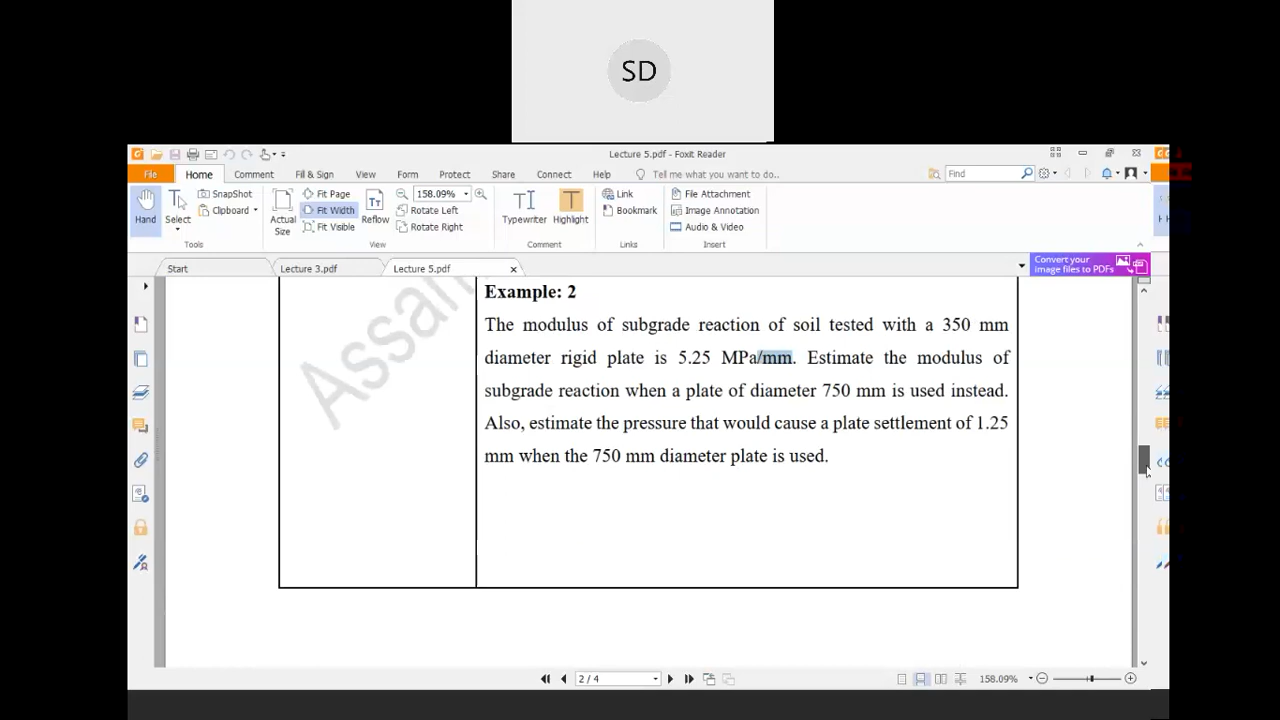 SD
Lecture 5.pdf - Foxit Reader
File Home Comment Fill & Sign View Form Protect Share Connect Help Tell me what you want to do.. Find
Hand
Select
SnapShot
Clipboard
Tools
Actual Size
Fit Page
Fit Width
Fit Visible
Reflow
158.09%
Rotate Left
Rotate Right
View
Typewriter
Highlight
Comment
Link
Bookmark
Links
File Attachment
Image Annotation
Audio & Video
Insert
Start Lecture 3.pdf Lecture 5.pdf
Convert your
image files to PDFs
Assam
Example: 2
The modulus of subgrade reaction of soil tested with a 350 mm
diameter rigid plate is 5.25 MPa/mm. Estimate the modulus of
subgrade reaction when a plate of diameter 750 mm is used instead.
Also, estimate the pressure that would cause a plate settlement of 1.25
mm when the 750 mm diameter plate is used.
2 / 4
158.09%